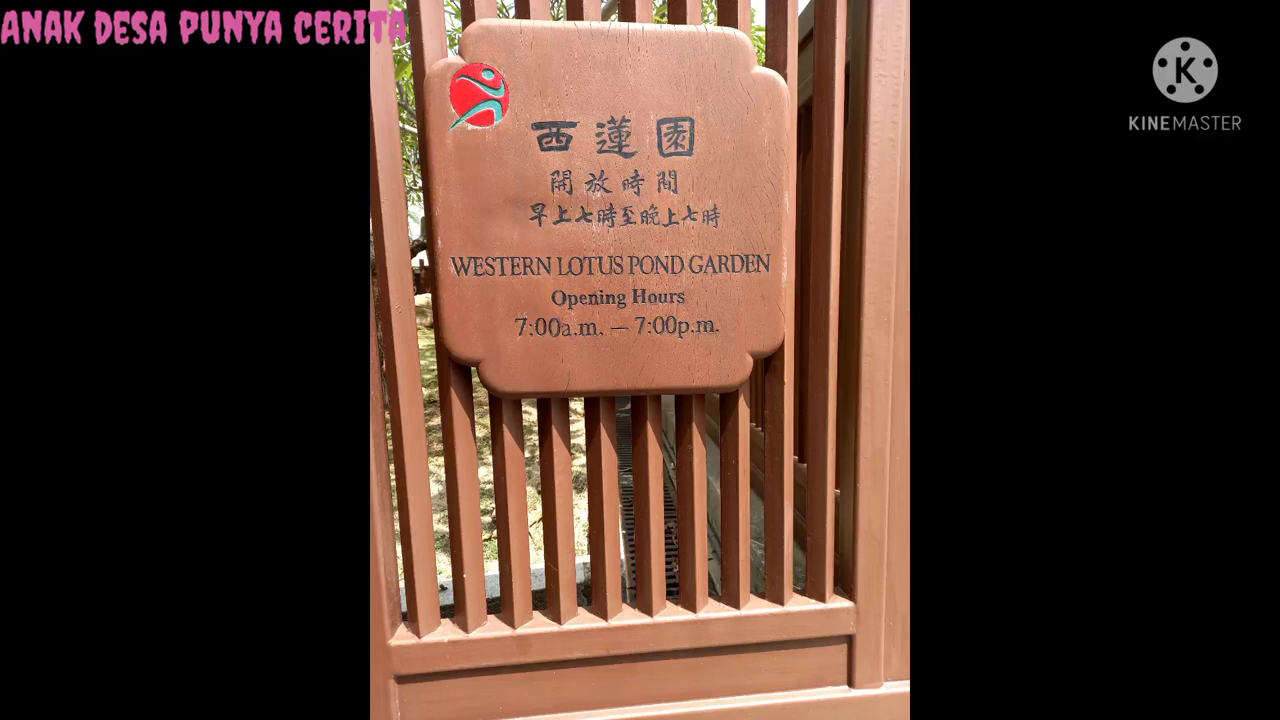 ANAK DESA PUNYA CERITA
K
KINEMASTER
西蓮園
開放時間
早上七時至晚上七時
WESTERN LOTUS POND GARDEN
Opening Hours
7:00a.m. — 7:00p.m.